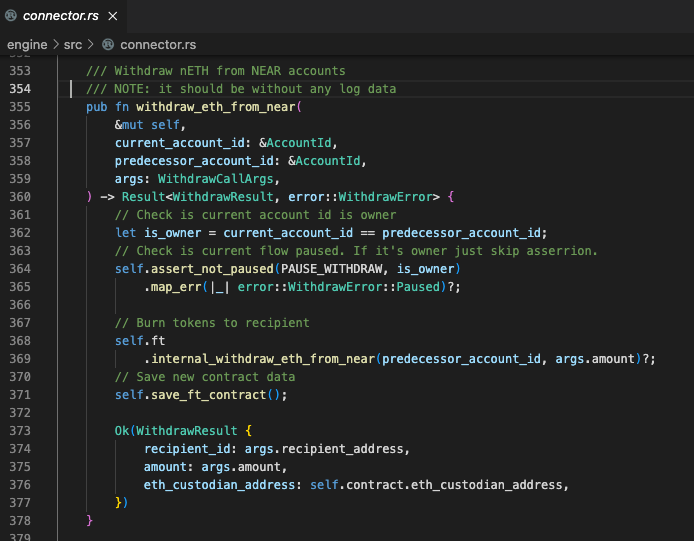 connector.rs
engine > src > connector.rs
353 /// Withdraw nETH from NEAR accounts
354 /// NOTE: it should be without any log data
355 pub fn withdraw_eth_from_near(
356 &mut self,
357 current_account_id: &AccountId,
358 predecessor_account_id: &AccountId,
359 args: WithdrawCallArgs,
360 ) -> Result<WithdrawResult, error::WithdrawError> {
361 // Check is current account id is owner
362 let is_owner = current_account_id == predecessor_account_id;
363 // Check is current flow paused. If it's owner just skip asserrion.
364 self.assert_not_paused(PAUSE_WITHDRAW, is_owner)
365 .map_err(|_| error::WithdrawError::Paused)?;
366
367 // Burn tokens to recipient
368 self.ft
369 .internal_withdraw_eth_from_near(predecessor_account_id, args.amount)?;
370 // Save new contract data
371 self.save_ft_contract();
372
373 Ok(WithdrawResult {
374 recipient_id: args.recipient_address,
375 amount: args.amount,
376 eth_custodian_address: self.contract.eth_custodian_address,
377 })
378 }
379